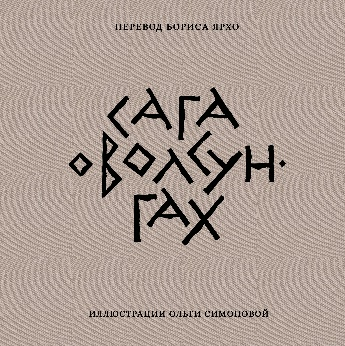 ПЕРЕВОД БОРИСА ЯРХО
САГА
О ВОЛСУН
ГАХ
ИЛЛЮСТРАЦИИ ОЛЬГИ СИМОНОВОЙ